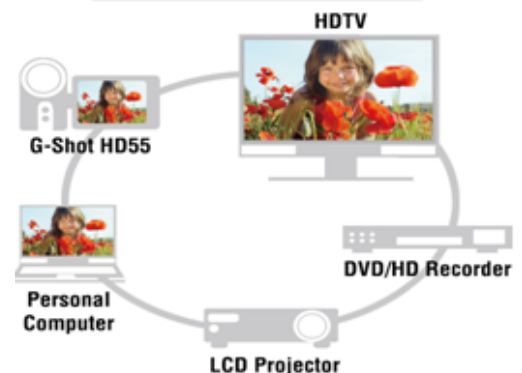 HDTV
G-Shot HD55
DVD/HD Recorder
Personal
Computer
LCD Projector